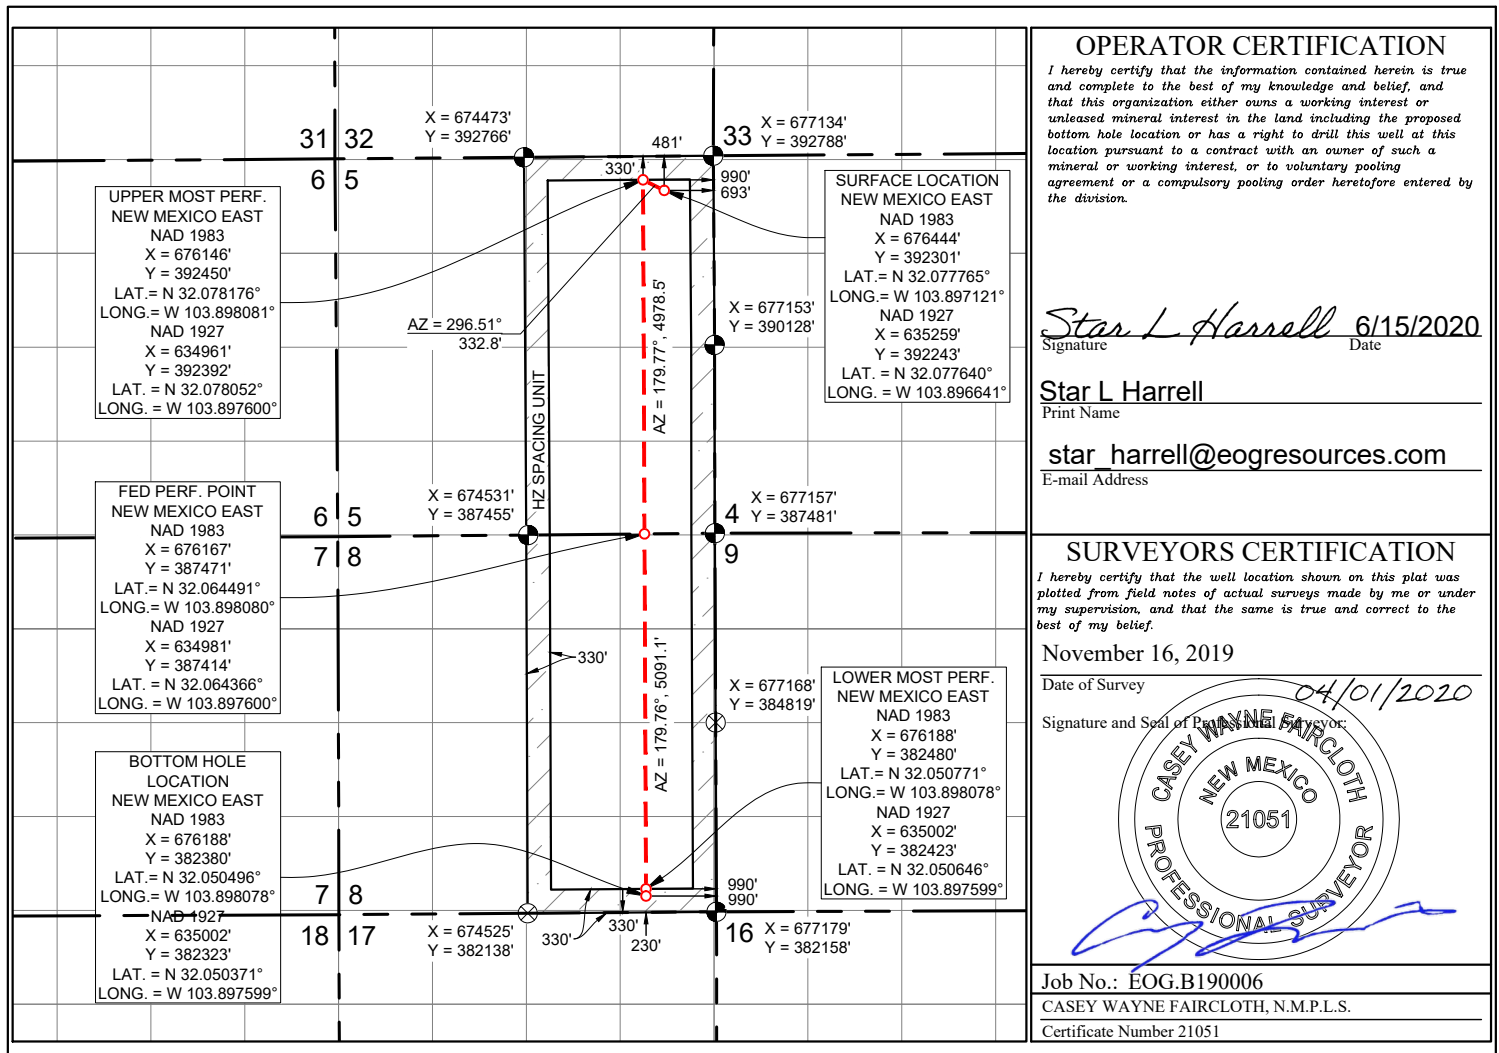 OPERATOR CERTIFICATION
I hereby certify that the information contained herein is true
and complete to the best of my knowledge and belief, and
that this organization either owns a working interest or
unleased mineral interest in the land including the proposed
bottom hole location or has a right to drill this well at this
location pursuant to a contract with an owner of such a
mineral or working interest, or to voluntary pooling
agreement or a compulsory pooling order heretofore entered by
the division.
Star L Harrell 6/15/2020
Signature Date
Star L Harrell
Print Name
star_harrell@eogresources.com
E-mail Address
SURVEYORS CERTIFICATION
I hereby certify that the well location shown on this plat was
plotted from field notes of actual surveys made by me or under
my supervision, and that the same is true and correct to the
best of my belief.
November 16, 2019
Date of Survey
04/01/2020
Signature and Seal of Professional Surveyor:
CASEY WAYNE FAIRCLOTH
NEW MEXICO
21051
PROFESSIONAL SURVEYOR
Job No.: EOG.B190006
CASEY WAYNE FAIRCLOTH, N.M.P.L.S.
Certificate Number 21051
X = 674473'
Y = 392766'
X = 677134'
Y = 392788'
31 32
6 5
33
481'
330'
990'
693'
UPPER MOST PERF.
NEW MEXICO EAST
NAD 1983
X = 676146'
Y = 392450'
LAT.= N 32.078176°
LONG.= W 103.898081°
NAD 1927
X = 634961'
Y = 392392'
LAT. = N 32.078052°
LONG. = W 103.897600°
SURFACE LOCATION
NEW MEXICO EAST
NAD 1983
X = 676444'
Y = 392301'
LAT.= N 32.077765°
LONG.= W 103.897121°
NAD 1927
X = 635259'
Y = 392243'
LAT. = N 32.077640°
LONG. = W 103.896641°
AZ = 296.51°
332.8'
X = 677153'
Y = 390128'
AZ = 179.77°, 4978.5'
HZ SPACING UNIT
FED PERF. POINT
NEW MEXICO EAST
NAD 1983
X = 676167'
Y = 387471'
LAT.= N 32.064491°
LONG.= W 103.898080°
NAD 1927
X = 634981'
Y = 387414'
LAT. = N 32.064366°
LONG. = W 103.897600°
6 5
7 8
X = 674531'
Y = 387455'
X = 677157'
Y = 387481'
4
9
330'
AZ = 179.76°, 5091.1'
X = 677168'
Y = 384819'
LOWER MOST PERF.
NEW MEXICO EAST
NAD 1983
X = 676188'
Y = 382480'
LAT.= N 32.050771°
LONG.= W 103.898078°
NAD 1927
X = 635002'
Y = 382423'
LAT. = N 32.050646°
LONG. = W 103.897599°
BOTTOM HOLE
LOCATION
NEW MEXICO EAST
NAD 1983
X = 676188'
Y = 382380'
LAT.= N 32.050496°
LONG.= W 103.898078°
NAD 1927
X = 635002'
Y = 382323'
LAT. = N 32.050371°
LONG. = W 103.897599°
7 8
18 17
990'
990'
X = 674525'
Y = 382138'
330'
330'
230'
16
X = 677179'
Y = 382158'